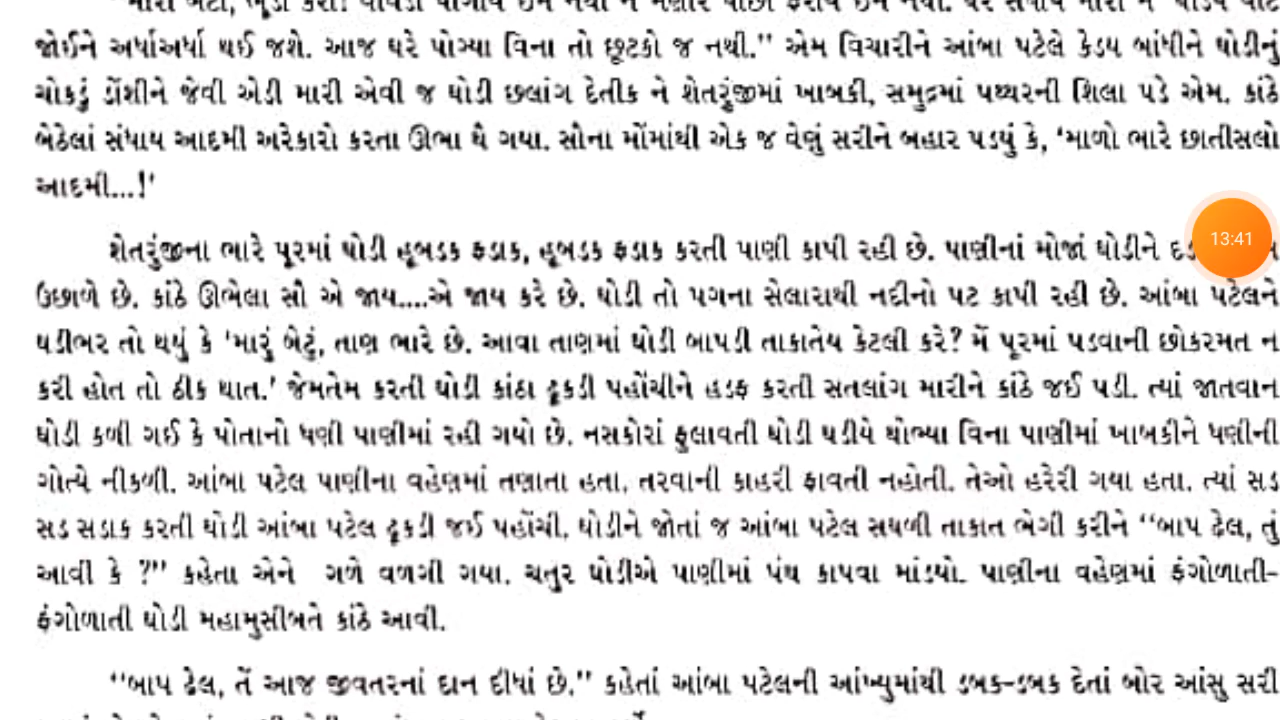 જોઈને અર્ધાઅર્ધા થઈ જશે. આજ ઘરે પોગ્યા વિના તો છૂટકો જ નથી.'' એમ વિચારીને આંબા પટેલે કેડય બાંધીને ઘોડીનું
ચોકડું ડોંશીને જેવી એડી મારી એવી જ ઘોડી છલાંગ દેતીક ને શેતરુંજીમાં ખાબકી, સમુદ્રમાં પથ્થરની શિલા પડે એમ. કાંઠે
બેઠેલાં સંધાય આદમી અરેકારો કરતા ઊભા થૈ ગયા. સૌના મોંમાંથી એક જ વેણું સરીને બહાર પડયું કે, 'માળો ભારે છાતીસલો
આદમી...!'
શેતરુંજીના ભારે પૂરમાં ઘોડી હૂબડક ફડાક, હૂબડક ફડાક કરતી પાણી કાપી રહી છે. પાણીનાં મોજાં ઘોડીને
13:41
ઉછાળે છે. કાંઠે ઊભેલા સૌ એ જાય....એ જાય કરે છે. ઘોડી તો પગના સેલારાથી નદીનો પટ કાપી રહી છે. આંબા પટેલને
ઘડીભર તો થયું કે 'મારું બેટું, તાણ ભારે છે. આવા તાણમાં ઘોડી બાપડી તાકાતેય કેટલી કરે? મેં પૂરમાં પડવાની છોકરમત ન
કરી હોત તો ઠીક થાત.' જેમતેમ કરતી ઘોડી કાંઠા ઢૂકડી પહોંચીને હડફ કરતી સતલાંગ મારીને કાંઠે જઈ પડી. ત્યાં જાતવાન
ઘોડી કળી ગઈ કે પોતાનો ધણી પાણીમાં રહી ગયો છે. નસકોરાં ફુલાવતી ઘોડી ઘડીયે થોભ્યા વિના પાણીમાં ખાબકીને ધણીની
ગોત્યે નીકળી. આંબા પટેલ પાણીના વહેણમાં તણાતા હતા. તરવાની કાહરી ફાવતી નહોતી. તેઓ હરેરી ગયા હતા. ત્યાં સડ
સડ સડાક કરતી ઘોડી આંબા પટેલ ઢૂકડી જઈ પહોંચી. ઘોડીને જોતાં જ આંબા પટેલ સઘળી તાકાત ભેગી કરીને ''બાપ ઢેલ, તું
આવી કે ?'' કહેતા એને ગળે વળગી ગયા. ચતુર ઘોડીએ પાણીમાં પંથ કાપવા માંડયો. પાણીના વહેણમાં ફંગોળાતી-
ફંગોળાતી ઘોડી મહામુસીબતે કાંઠે આવી.
''બાપ ઢેલ, તેં આજ જીવતરનાં દાન દીધાં છે.'' કહેતાં આંબા પટેલની આંખ્યુમાંથી ડબક-ડબક દેતાં બોર આંસુ સરી